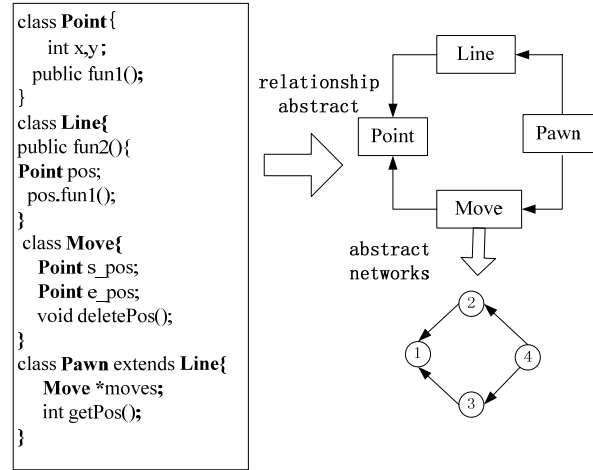 class Point{
int x,y;
public fun1();
}
class Line{
public fun2(){
Point pos;
pos.fun1();
}
class Move{
Point s_pos;
Point e_pos;
void deletePos();
}
class Pawn extends Line{
Move *moves;
int getPos();
}
relationship
abstract
Line
Point
Pawn
Move
abstract
networks
2
1
4
3